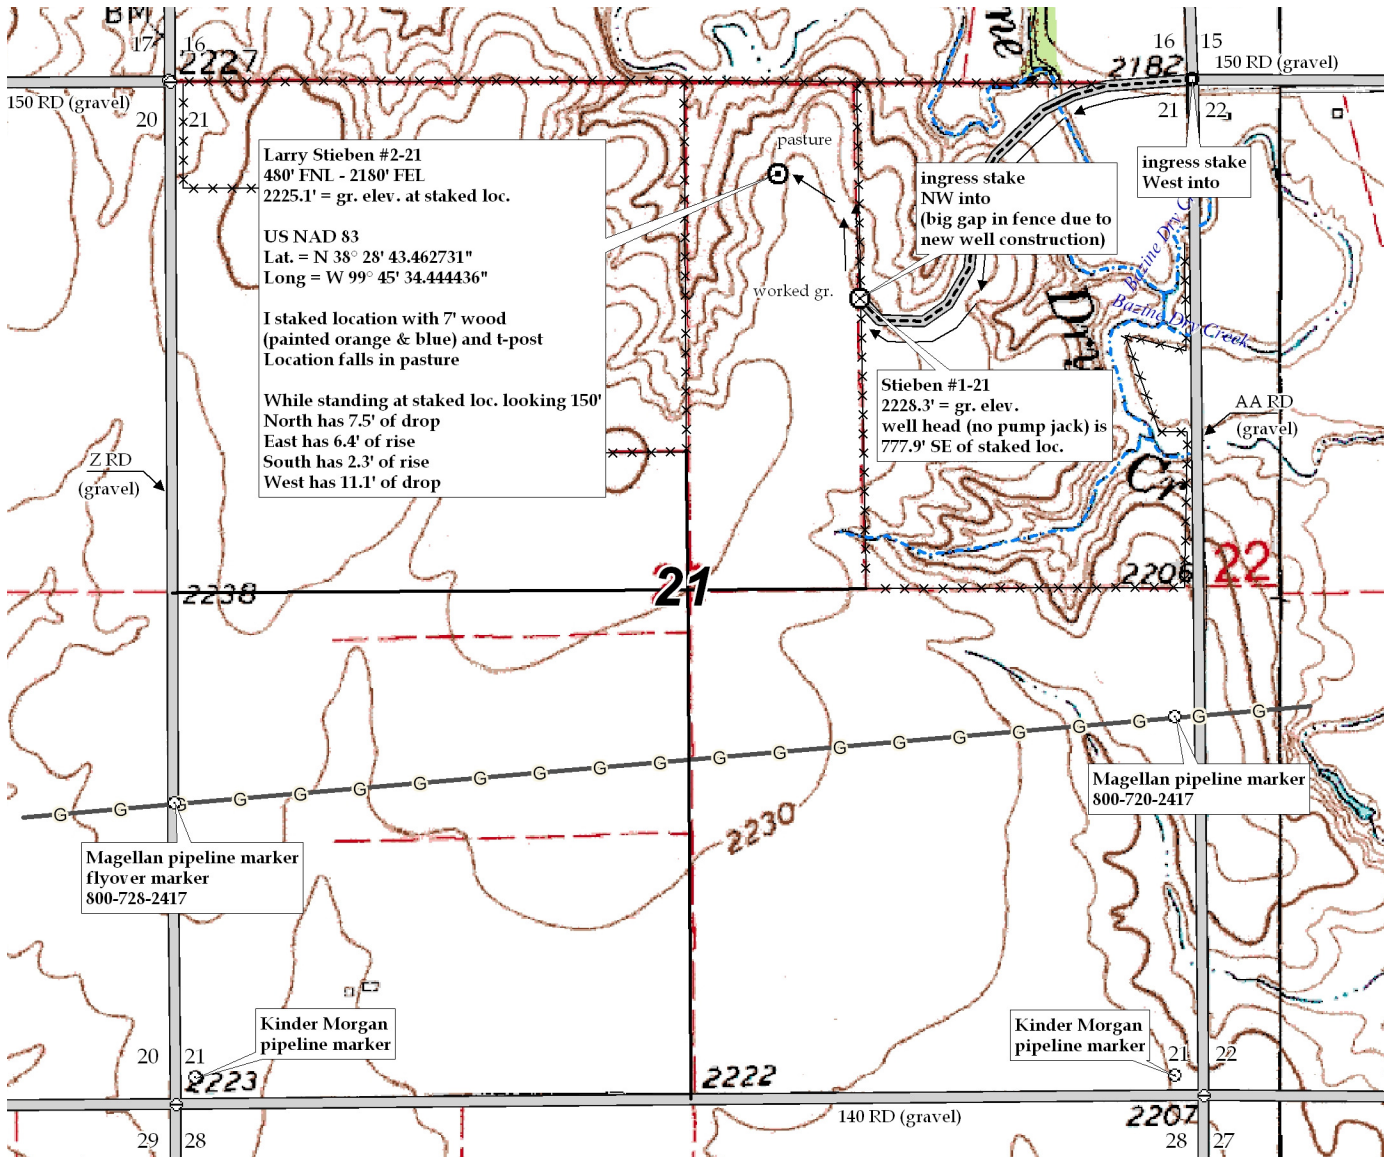 BM
17 16
2227
150 RD (gravel)
20 21
ne
16 15
2182
150 RD (gravel)
21 22
pasture
Larry Stieben #2-21
480' FNL - 2180' FEL
2225.1' = gr. elev. at staked loc.
US NAD 83
Lat. = N 38° 28' 43.462731"
Long = W 99° 45' 34.444436"
I staked location with 7' wood
(painted orange & blue) and t-post
Location falls in pasture
While standing at staked loc. looking 150'
North has 7.5' of drop
East has 6.4' of rise
South has 2.3' of rise
West has 11.1' of drop
ingress stake
NW into
(big gap in fence due to
new well construction)
ingress stake
West into
worked gr.
Bazine Dry C
Bazine Dry Creek
Dry
Cr
Stieben #1-21
2228.3' = gr. elev.
well head (no pump jack) is
777.9' SE of staked loc.
AA RD
(gravel)
Z RD
(gravel)
2238
21
2206
22
G G G G G G G G G G G G G G G G G G G G G
Magellan pipeline marker
800-720-2417
2230
Magellan pipeline marker
flyover marker
800-728-2417
Kinder Morgan
pipeline marker
Kinder Morgan
pipeline marker
20 21
2223
2222
21 22
140 RD (gravel)
2207
29 28
28 27